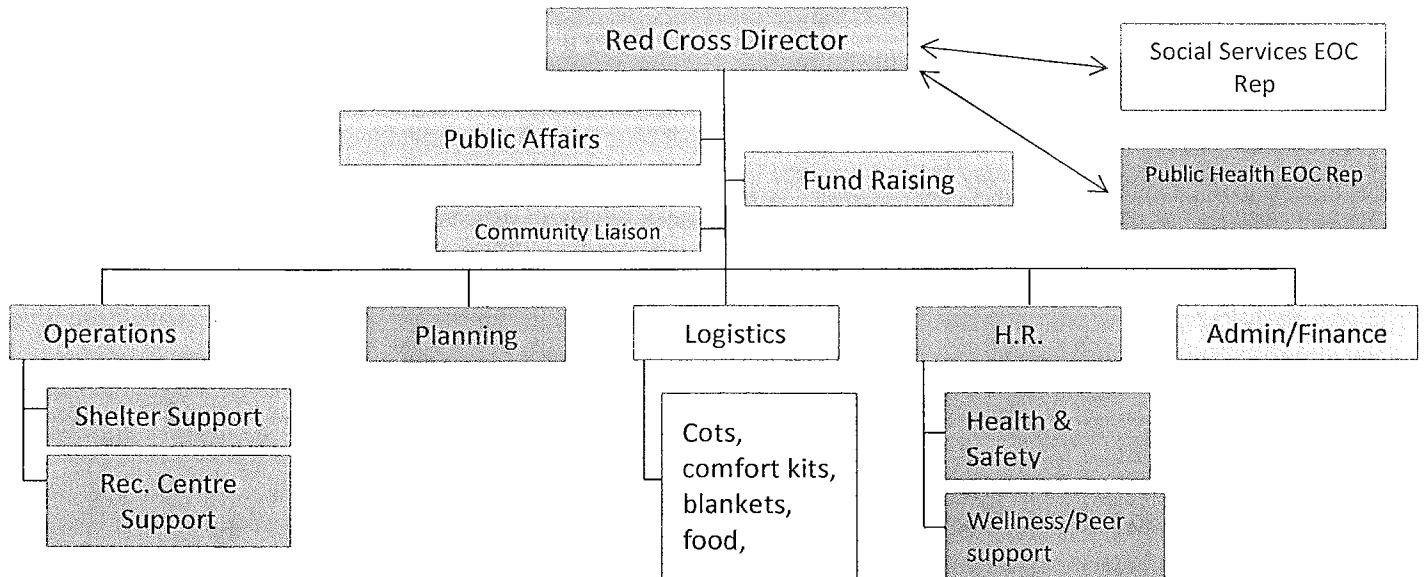 Red Cross Director
Social Services EOC
Rep
Public Affairs
Public Health EOC Rep
Fund Raising
Community Liaison
Operations
Planning
Logistics
H.R.
Admin/Finance
Shelter Support
Rec. Centre
Support
Cots,
comfort kits,
blankets,
food,
Health &
Safety
Wellness/Peer
support